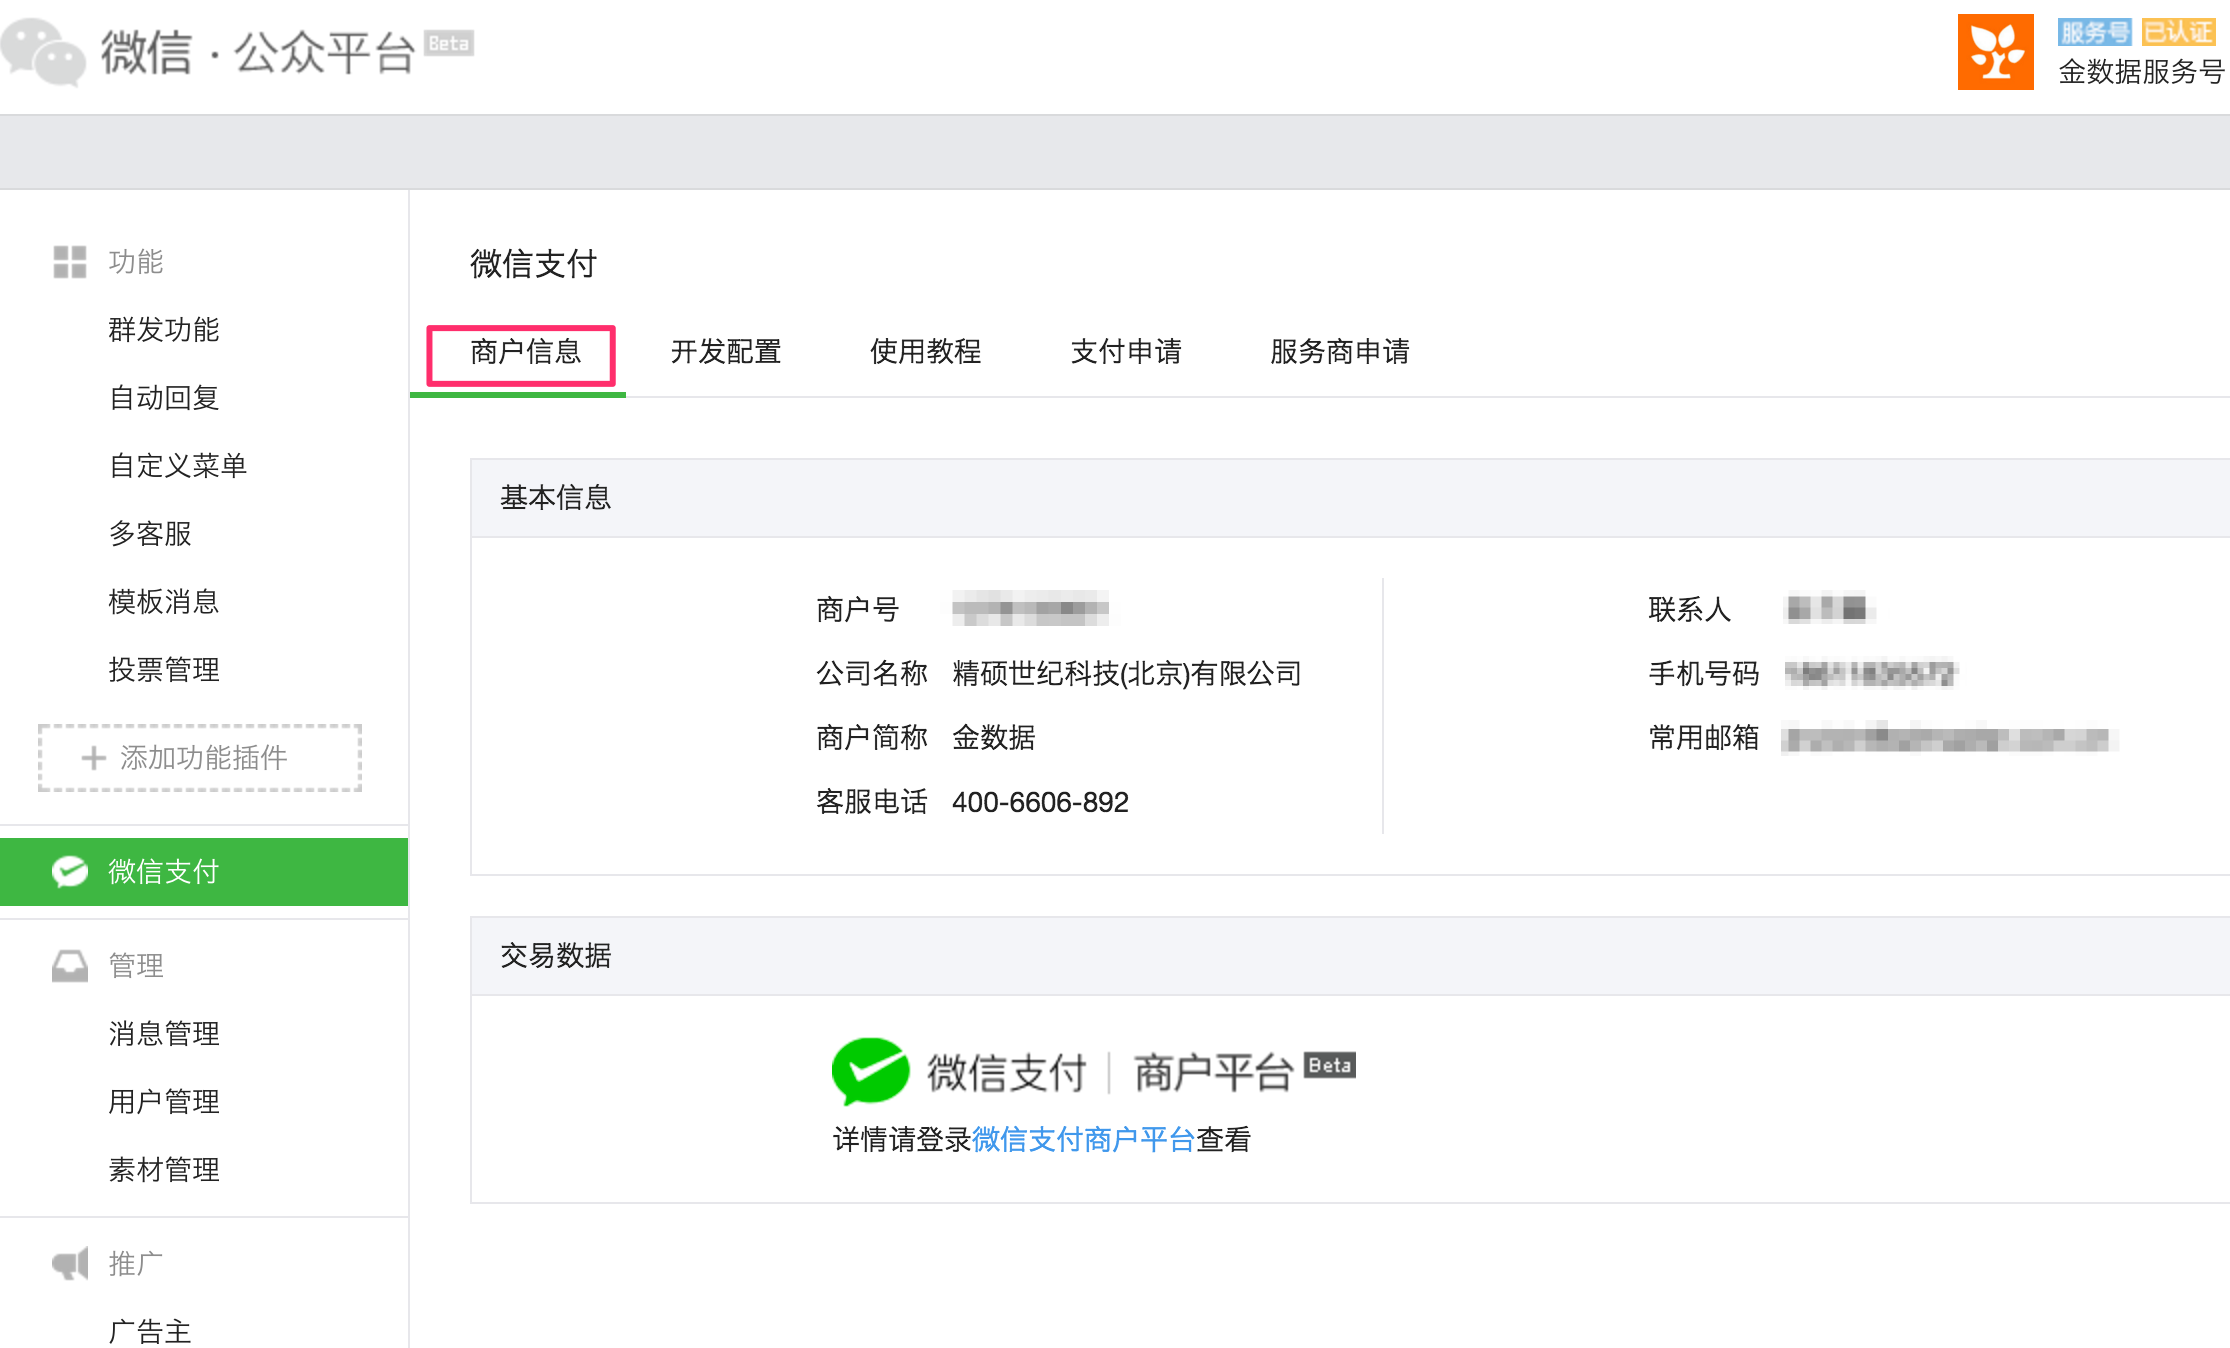 微信·公众平台 Beta
服务号 已认证
金数据服务号
功能
群发功能
自动回复
自定义菜单
多客服
模板消息
投票管理
+ 添加功能插件
微信支付
管理
消息管理
用户管理
素材管理
推广
广告主
微信支付
商户信息 开发配置 使用教程 支付申请 服务商申请
基本信息
商户号
公司名称 精硕世纪科技(北京)有限公司
商户简称 金数据
客服电话 400-6606-892
联系人
手机号码
常用邮箱
交易数据
微信支付 | 商户平台 Beta
详情请登录微信支付商户平台查看